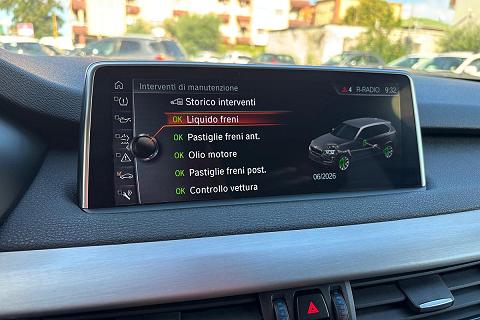 Interventi di manutenzione
4 R-RADIO 9:32
Storico interventi
OK Liquido freni
OK Pastiglie freni ant.
OK Olio motore
OK Pastiglie freni post.
OK Controllo vettura
06/2026